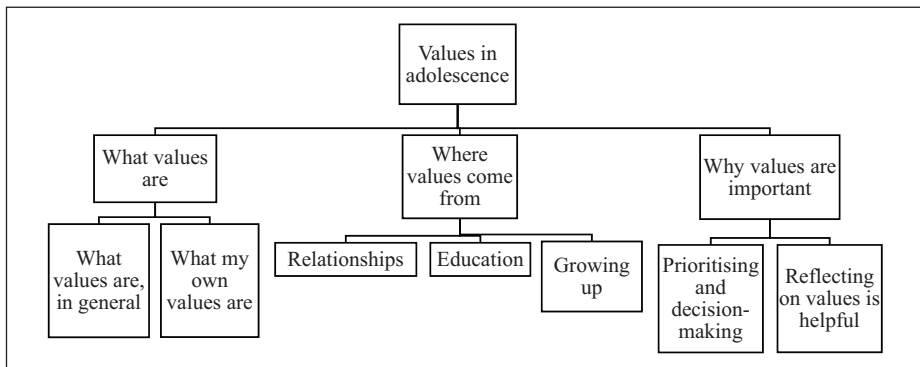 Values in
adolescence
What values
are
Where
values come
from
Why values are
important
What
values are,
in general
What my
own
values are
Relationships
Education
Growing
up
Prioritising
and
decision-
making
Reflecting
on values is
helpful